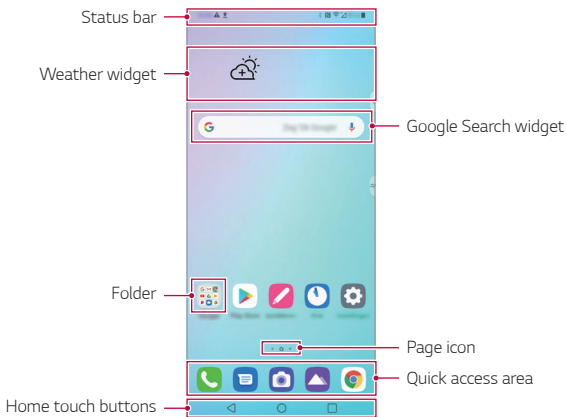 Status bar
Weather widget
Google Search widget
Folder
Page icon
Quick access area
Home touch buttons